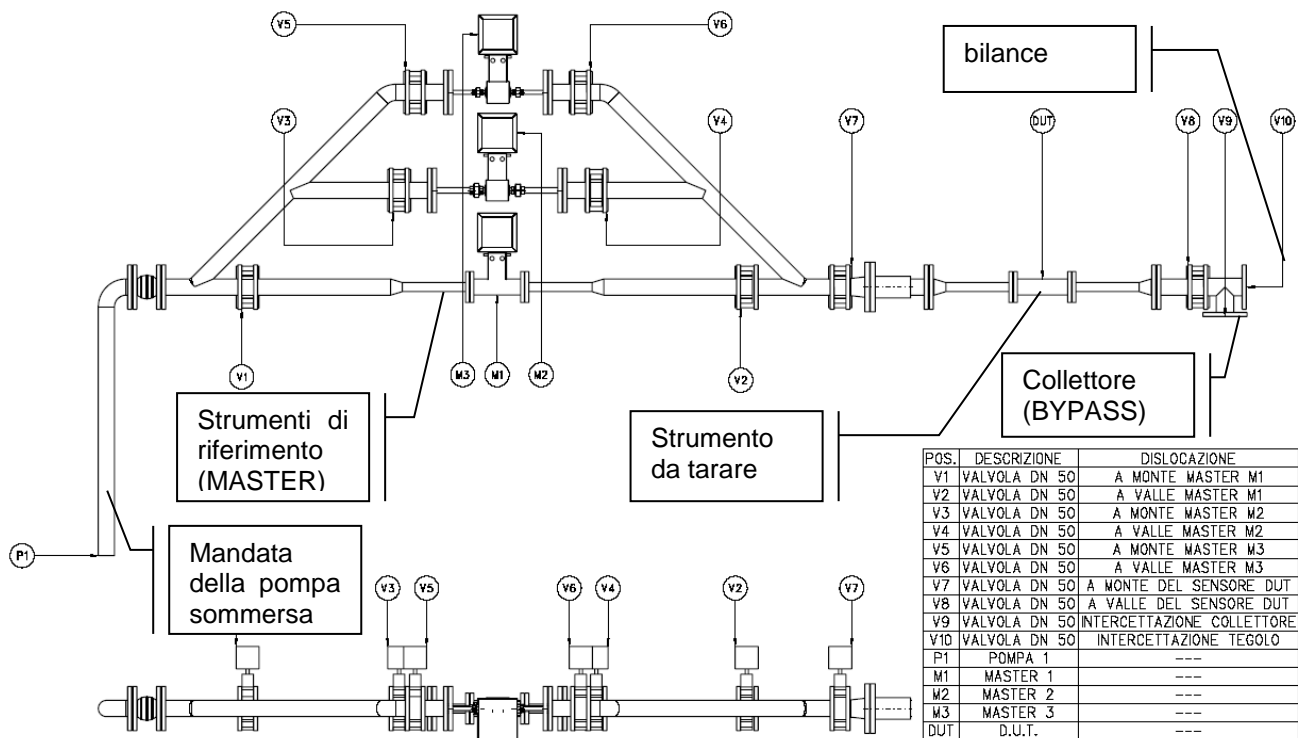 V5
V6
bilance
V3
V4
V7
DUT
V8
V9
V10
V1
M3
M1
M2
V2
Strumenti di
riferimento
(MASTER)
Strumento
da tarare
Collettore
(BYPASS)
P1
Mandata
della pompa
sommersa
V3
V5
V6
V4
V2
V7
POS. DESCRIZIONE DISLOCAZIONE
V1 VALVOLA DN 50 A MONTE MASTER M1
V2 VALVOLA DN 50 A VALLE MASTER M1
V3 VALVOLA DN 50 A MONTE MASTER M2
V4 VALVOLA DN 50 A VALLE MASTER M2
V5 VALVOLA DN 50 A MONTE MASTER M3
V6 VALVOLA DN 50 A VALLE MASTER M3
V7 VALVOLA DN 50 A MONTE DEL SENSORE DUT
V8 VALVOLA DN 50 A VALLE DEL SENSORE DUT
V9 VALVOLA DN 50 INTERCETTAZIONE COLLETTORE
V10 VALVOLA DN 50 INTERCETTAZIONE TEGOLO
P1 POMPA 1 ---
M1 MASTER 1 ---
M2 MASTER 2 ---
M3 MASTER 3 ---
DUT D.U.T. ---